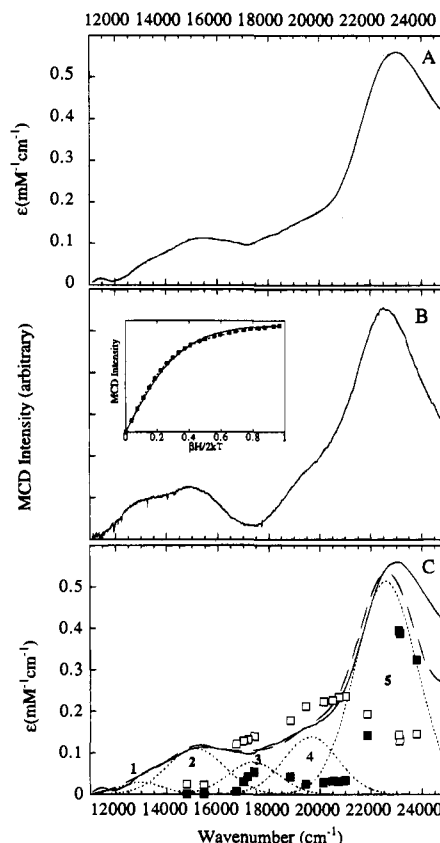 12000 14000 16000 18000 20000 22000 24000
A
0.5
0.4
0.3
0.2
0.1
0
ε(mM⁻¹cm⁻¹)
B
MCD Intensity (arbitrary)
MCD Intensity
0 0.2 0.4 0.6 0.8 1
βH/2kT
C
0.5
0.4
0.3
0.2
0.1
0
ε(mM⁻¹cm⁻¹)
1
2
3
4
5
12000 14000 16000 18000 20000 22000 24000
Wavenumber (cm⁻¹)